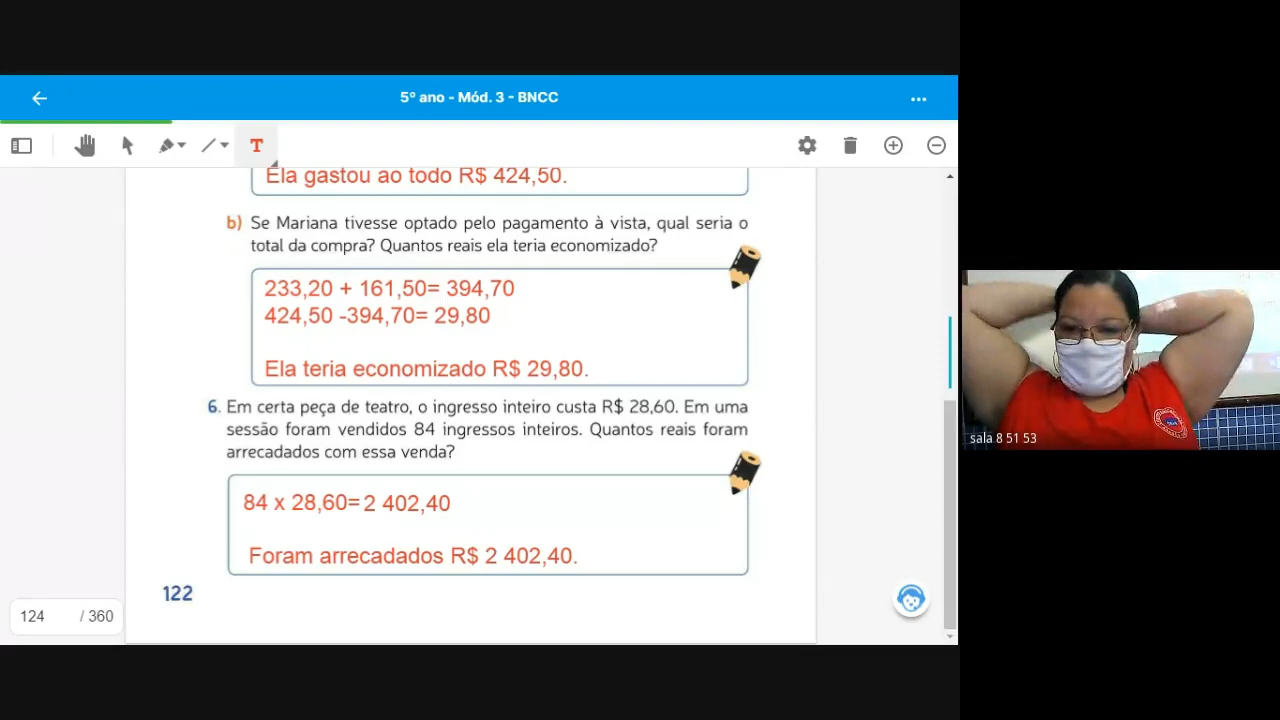 5º ano - Mód. 3 - BNCC
T
Ela gastou ao todo R$ 424,50.
b) Se Mariana tivesse optado pelo pagamento à vista, qual seria o
total da compra? Quantos reais ela teria economizado?
233,20 + 161,50= 394,70
424,50 -394,70= 29,80
Ela teria economizado R$ 29,80.
6. Em certa peça de teatro, o ingresso inteiro custa R$ 28,60. Em uma
sessão foram vendidos 84 ingressos inteiros. Quantos reais foram
arrecadados com essa venda?
84 x 28,60= 2 402,40
Foram arrecadados R$ 2 402,40.
122
124 / 360
sala 8 51 53